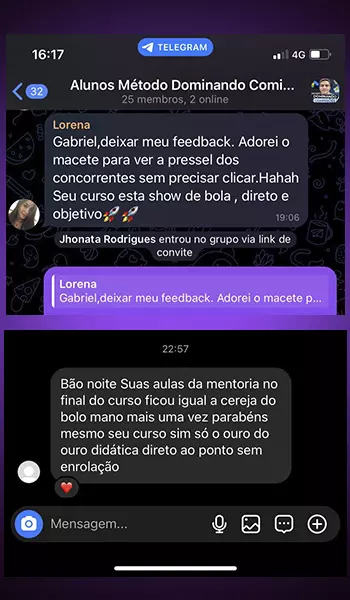 16:17
TELEGRAM
4G
32
Alunos Método Dominando Comi...
25 membros, 2 online
Lorena
Gabriel,deixar meu feedback. Adorei o
macete para ver a pressel dos
concorrentes sem precisar clicar.Hahah
Seu curso esta show de bola , direto e
objetivo🚀🚀
19:06
Jhonata Rodrigues entrou no grupo via link de
convite
Lorena
Gabriel,deixar meu feedback. Adorei o macete p...
22:57
Bão noite Suas aulas da mentoria no
final do curso ficou igual a cereja do
bolo mano mais uma vez parabéns
mesmo seu curso sim só o ouro do
ouro didática direto ao ponto sem
enrolação
❤️
Mensagem...